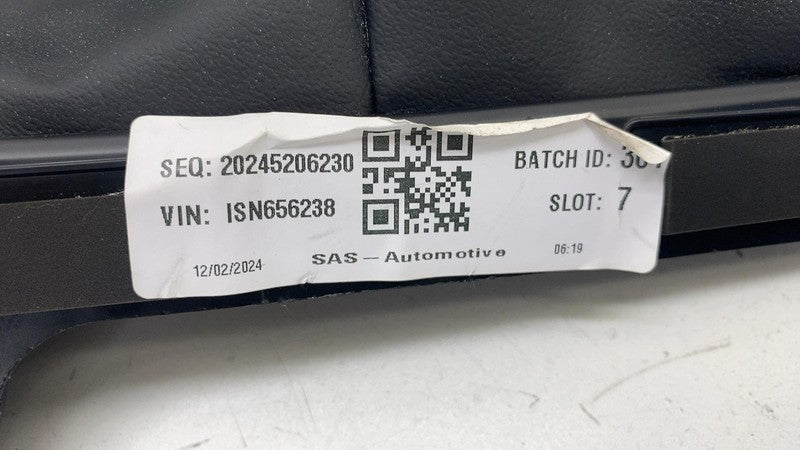 SEQ: 20245206230
BATCH ID:
VIN: ISN656238
SLOT: 7
12/02/2024
SAS - Automotive
06:19